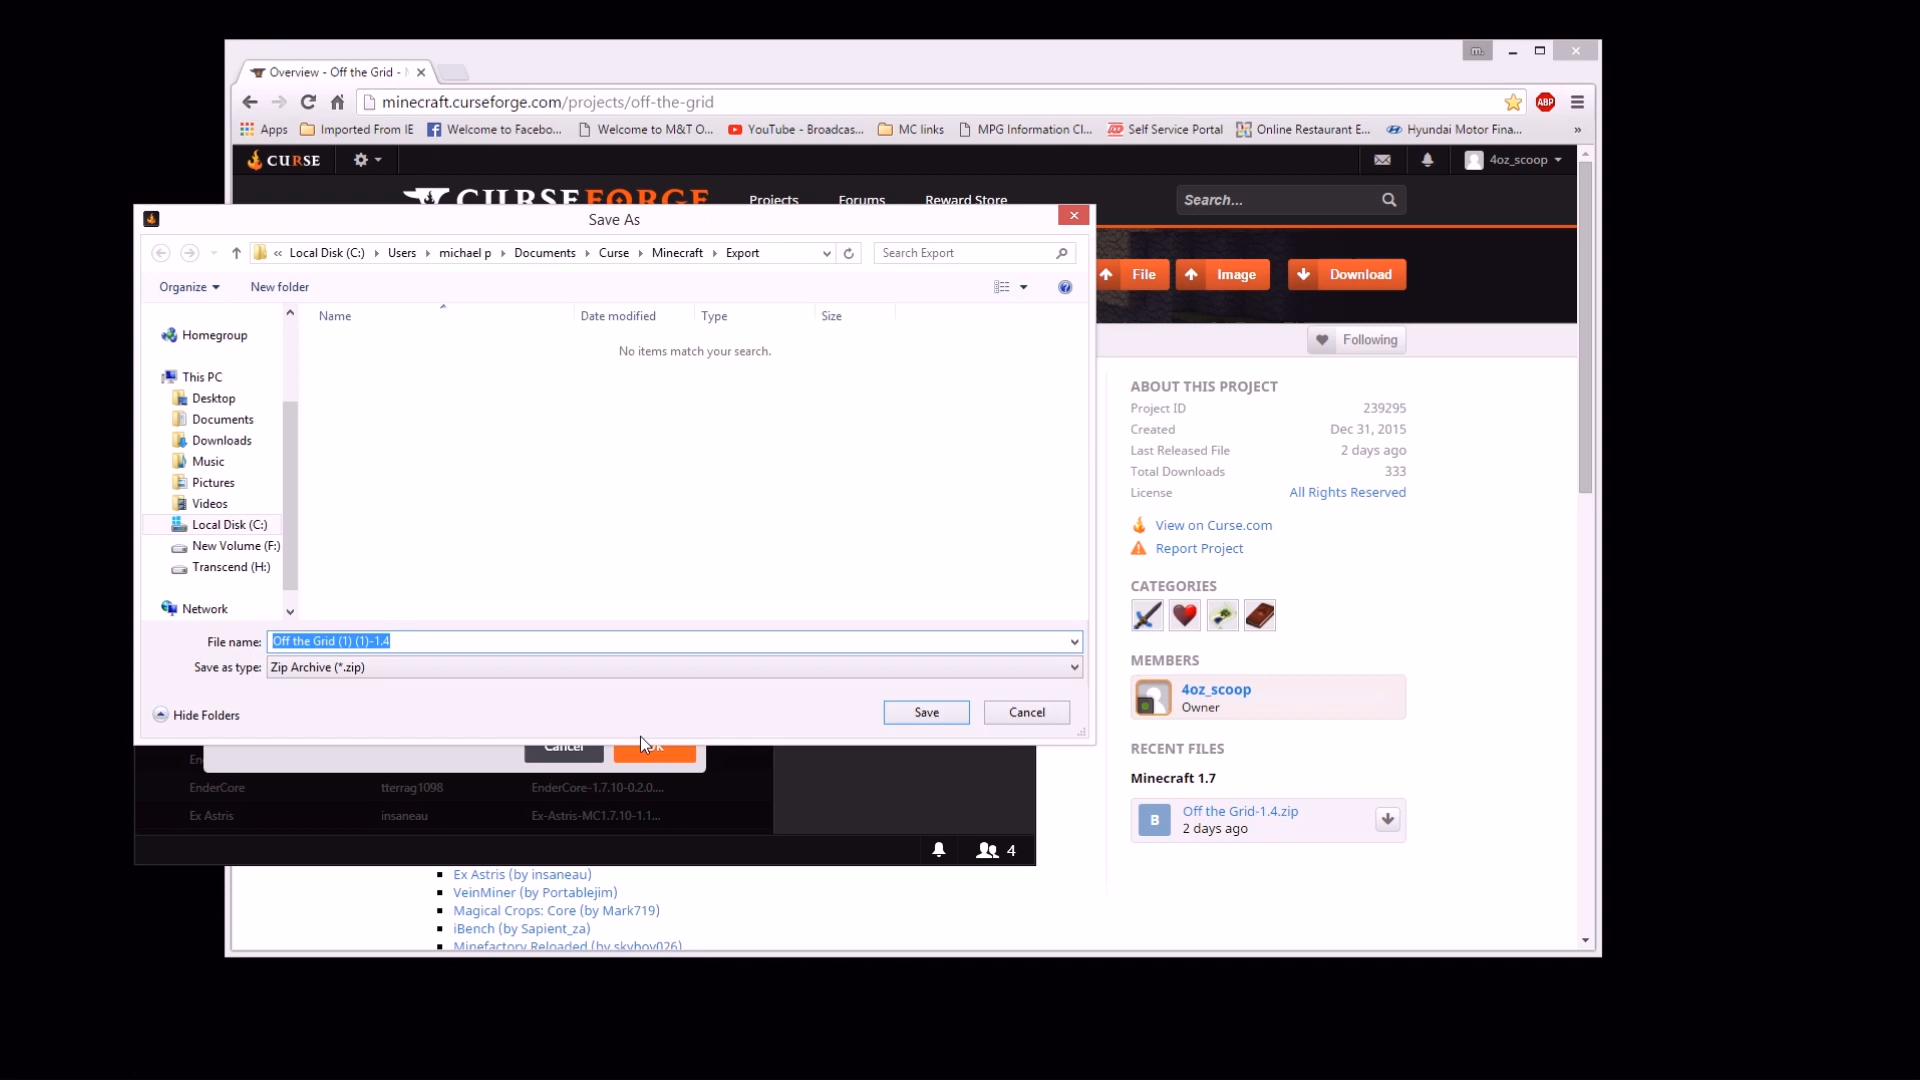 m.
Overview - Off the Grid -
minecraft.curseforge.com/projects/off-the-grid
ABP
Apps
Imported From IE
Welcome to Facebo...
Welcome to M&T O...
YouTube - Broadcas...
MC links
MPG Information Cl...
Self Service Portal
Online Restaurant E...
Hyundai Motor Fina...
»
CURSE
4oz_scoop
CURSEFORGE
Projects
Forums
Reward Store
Search...
Save As
« Local Disk (C:)
Users
michael p
Documents
Curse
Minecraft
Export
Search Export
File
Image
Download
Organize
New folder
Name
Date modified
Type
Size
No items match your search.
Following
Homegroup
This PC
Desktop
Documents
Downloads
Music
Pictures
Videos
Local Disk (C:)
New Volume (F:)
Transcend (H:)
Network
File name:
Off the Grid (1) (1)-1.4
Save as type:
Zip Archive (*.zip)
Hide Folders
Save
Cancel
ABOUT THIS PROJECT
Project ID
239295
Created
Dec 31, 2015
Last Released File
2 days ago
Total Downloads
333
License
All Rights Reserved
View on Curse.com
Report Project
CATEGORIES
MEMBERS
4oz_scoop
Owner
RECENT FILES
Minecraft 1.7
B
Off the Grid-1.4.zip
2 days ago
Cancel
EnderCore
tterrag1098
EnderCore-1.7.10-0.2.0....
Ex Astris
insaneau
Ex-Astris-MC1.7.10-1.1...
4
Ex Astris (by insaneau)
VeinMiner (by Portablejim)
Magical Crops: Core (by Mark719)
iBench (by Sapient_za)
Minefactory Reloaded (by skyboy026)